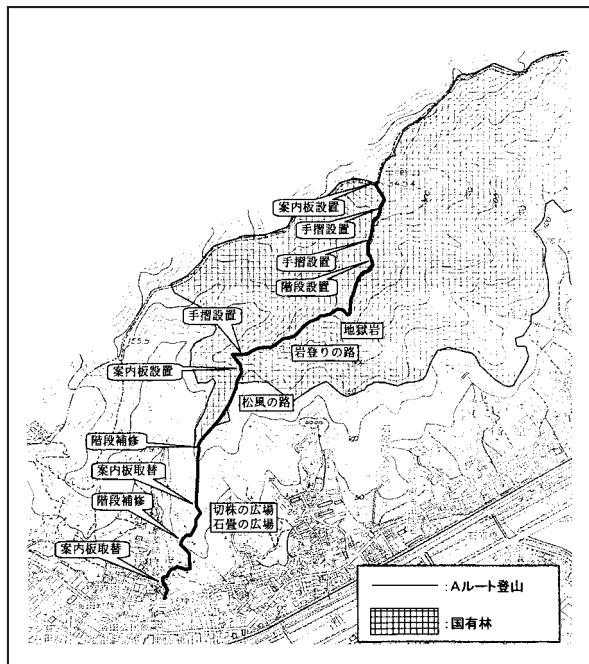 案内板設置
手摺設置
手摺設置
階段設置
手摺設置
地獄岩
岩登りの路
案内板設置
松風の路
階段補修
案内板取替
階段補修
切株の広場
石畳の広場
案内板取替
:Aルート登山
:国有林